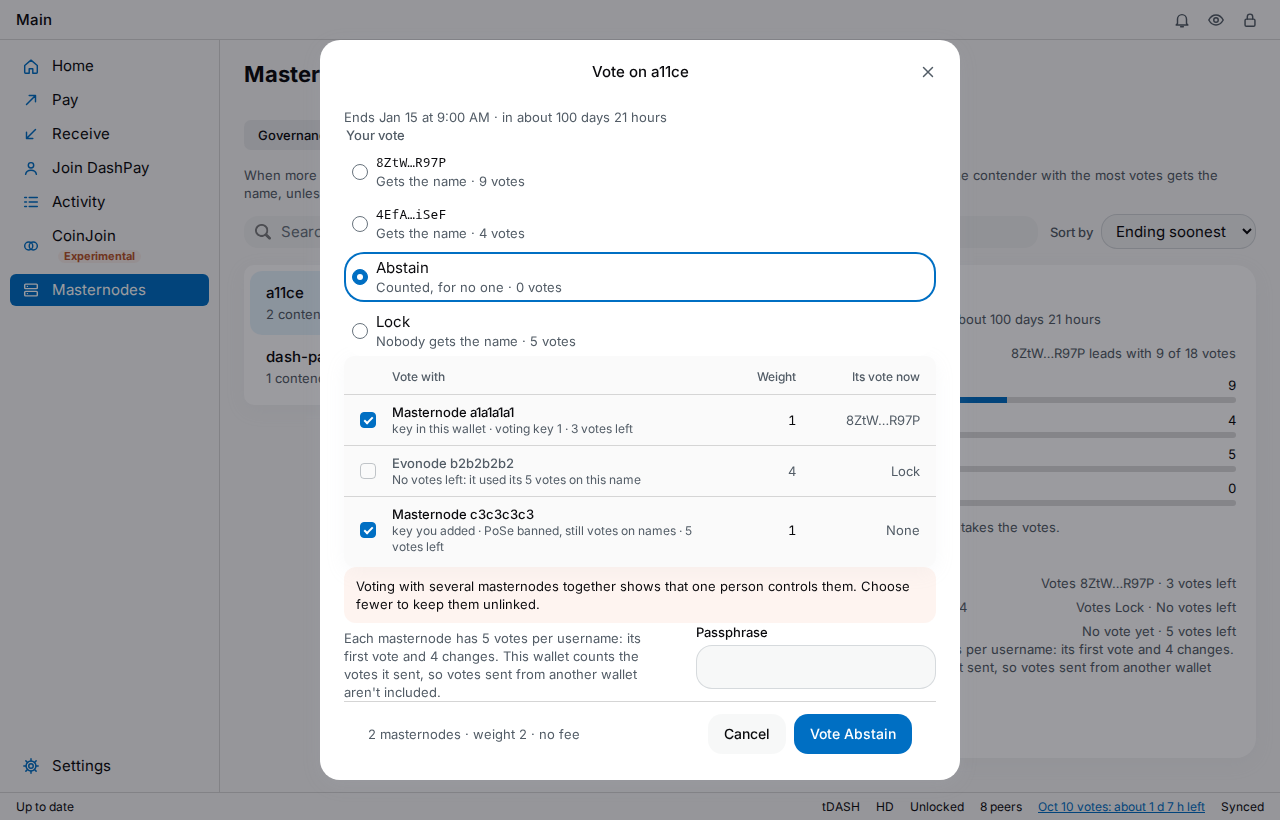 Main
Home
Pay
Receive
Join DashPay
Activity
CoinJoin
Experimental
Masternodes
Settings
Vote on a11ce
Ends Jan 15 at 9:00 AM · in about 100 days 21 hours
Your vote
8ZtW…R97P
Gets the name · 9 votes
4EfA…iSeF
Gets the name · 4 votes
Abstain
Counted, for no one · 0 votes
Lock
Nobody gets the name · 5 votes
Vote with Weight Its vote now
Masternode a1a1a1a1
key in this wallet · voting key 1 · 3 votes left
1 8ZtW…R97P
Evonode b2b2b2b2
No votes left: it used its 5 votes on this name
4 Lock
Masternode c3c3c3c3
key you added · PoSe banned, still votes on names · 5
votes left
1 None
Voting with several masternodes together shows that one person controls them. Choose
fewer to keep them unlinked.
Each masternode has 5 votes per username: its
first vote and 4 changes. This wallet counts the
votes it sent, so votes sent from another wallet
aren't included.
Passphrase
2 masternodes · weight 2 · no fee
Cancel
Vote Abstain
When more
name, unles
e contender with the most votes gets the
Sort by
Ending soonest
a11ce
2 conten
1 conten
100 days 21 hours
8ZtW…R97P leads with 9 of 18 votes
9
4
5
0
takes the votes.
Votes 8ZtW…R97P · 3 votes left
4 Votes Lock · No votes left
No vote yet · 5 votes left
per username: its first vote and 4 changes.
sent, so votes sent from another wallet
Up to date
tDASH
HD
Unlocked
8 peers
Oct 10 votes: about 1 d 7 h left
Synced